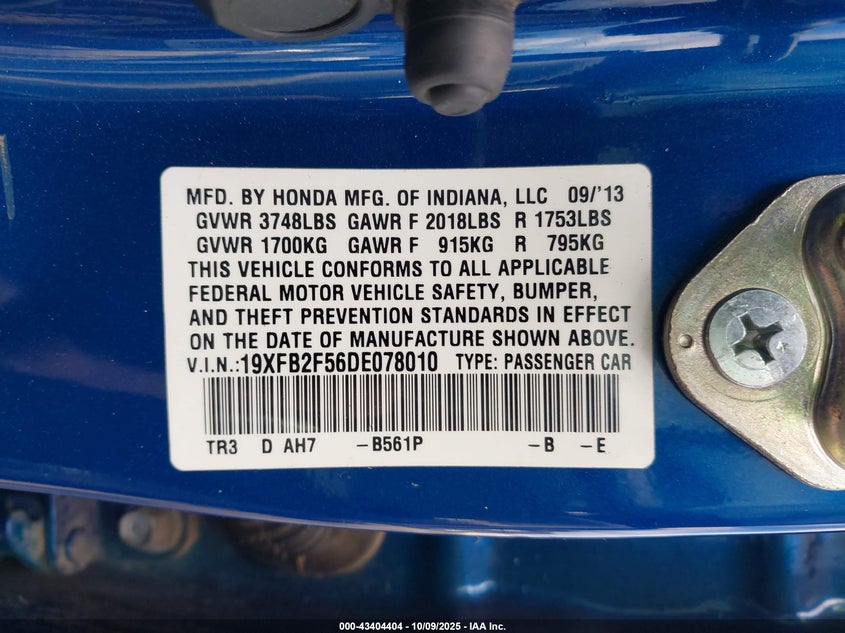 MFD. BY HONDA MFG. OF INDIANA, LLC 09/'13
GVWR 3748LBS GAWR F 2018LBS R 1753LBS
GVWR 1700KG GAWR F 915KG R 795KG
THIS VEHICLE CONFORMS TO ALL APPLICABLE
FEDERAL MOTOR VEHICLE SAFETY, BUMPER,
AND THEFT PREVENTION STANDARDS IN EFFECT
ON THE DATE OF MANUFACTURE SHOWN ABOVE.
V.I.N.:19XFB2F56DE078010 TYPE: PASSENGER CAR
TR3 D AH7 -B561P -B -E
000-43404404 - 10/09/2025 - IAA Inc.